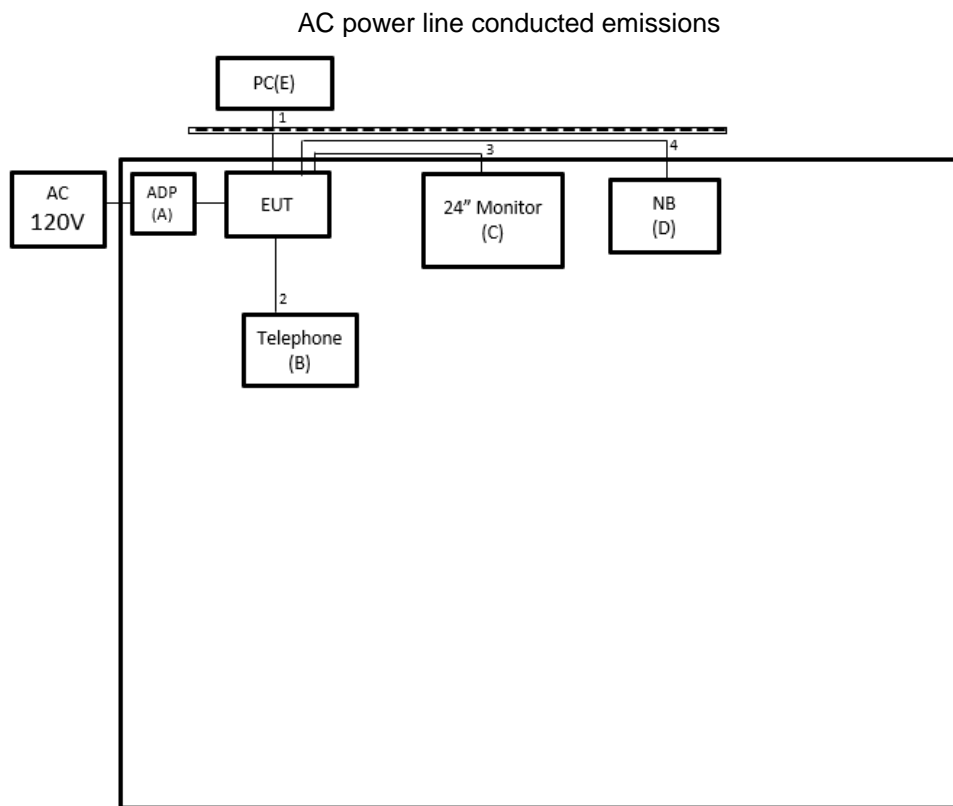 AC power line conducted emissions
PC(E)
1
3
4
AC
120V
ADP
(A)
EUT
24” Monitor
(C)
NB
(D)
2
Telephone
(B)